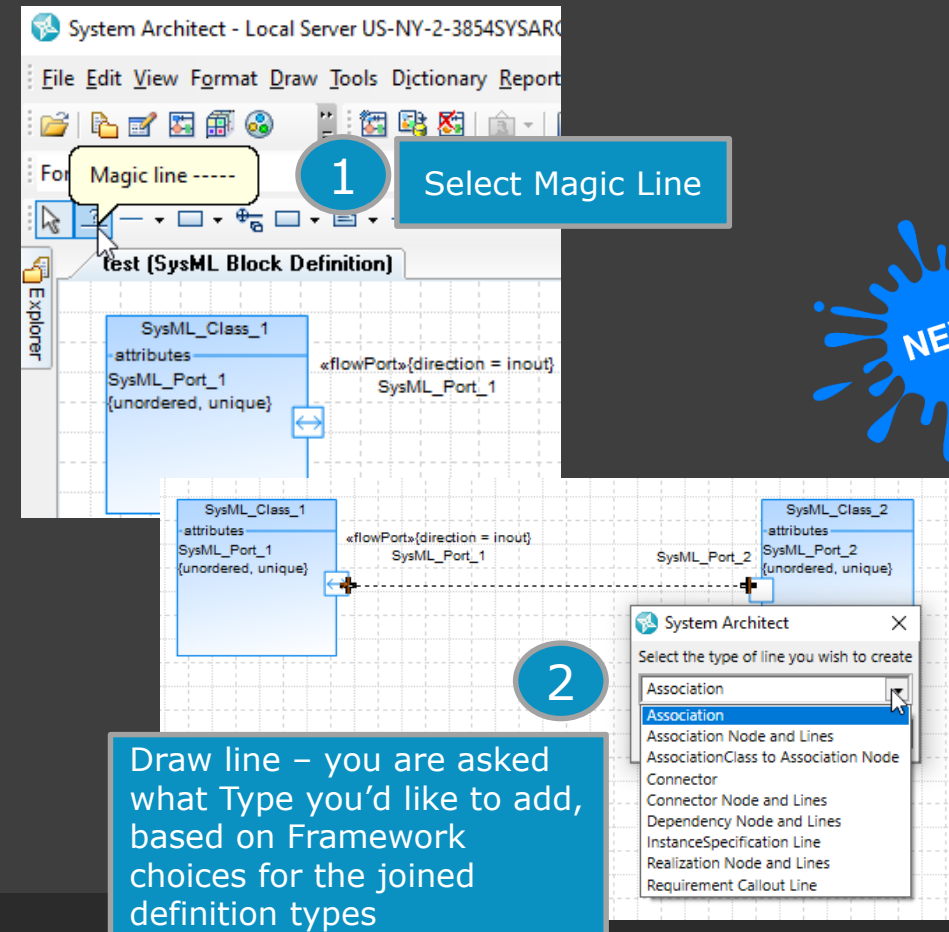 System Architect - Local Server US-NY-2-3854SYSAR
File Edit View Format Draw Tools Dictionary Report
For
Magic line -----
1
Select Magic Line
test (SysML Block Definition)
Explorer
SysML_Class_1
attributes
SysML_Port_1
{unordered, unique}
«flowPort»{direction = inout}
SysML_Port_1
NE
SysML_Class_1
attributes
SysML_Port_1
{unordered, unique}
«flowPort»{direction = inout}
SysML_Port_1
SysML_Port_2
SysML_Class_2
attributes
SysML_Port_2
{unordered, unique}
2
System Architect
Select the type of line you wish to create
Association
Association
Association Node and Lines
AssociationClass to Association Node
Connector
Connector Node and Lines
Dependency Node and Lines
InstanceSpecification Line
Realization Node and Lines
Requirement Callout Line
Draw line – you are asked
what Type you’d like to add,
based on Framework
choices for the joined
definition types